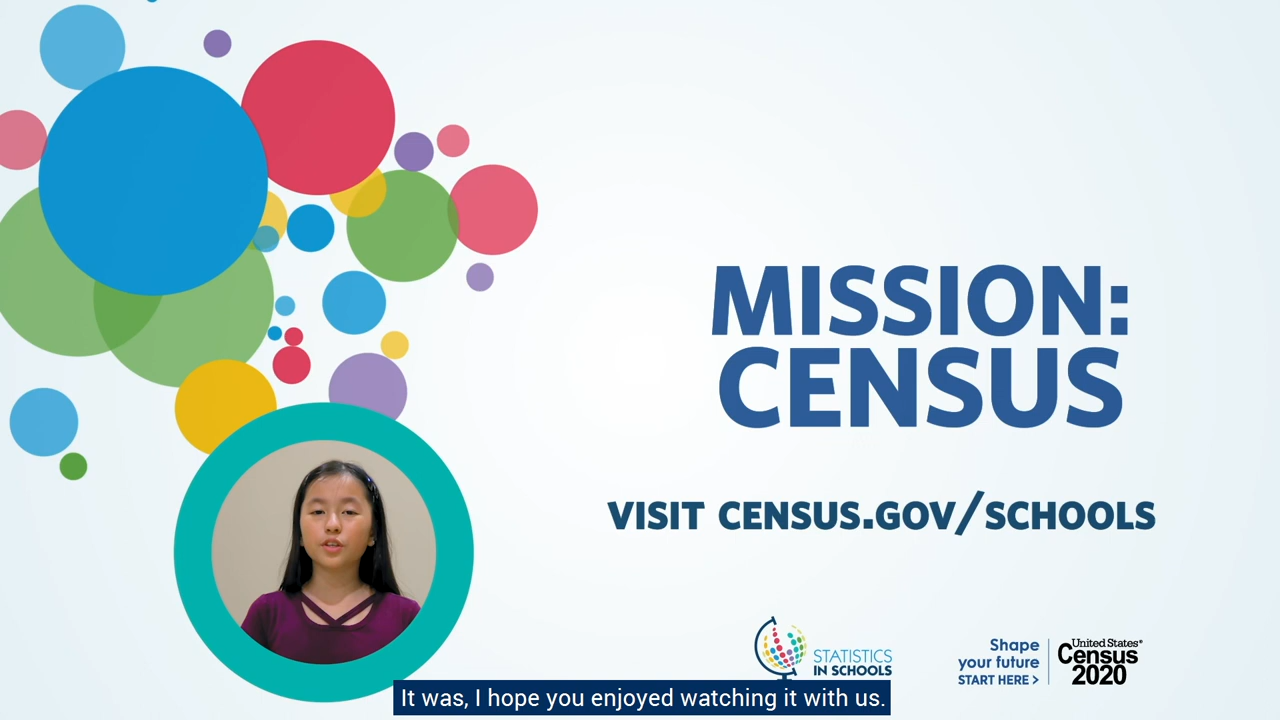 MISSION:
CENSUS
VISIT CENSUS.GOV/SCHOOLS
STATISTICS
IN SCHOOLS
Shape
your future
START HERE >
United States®
Census
2020
It was, I hope you enjoyed watching it with us.